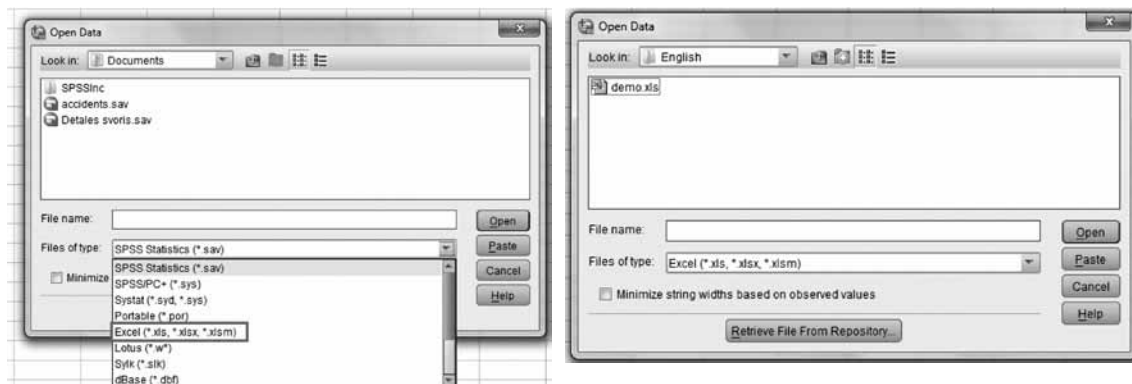 Open Data
Look in: Documents
SPSSInc
accidents.sav
Detales svoris.sav
File name:
Open
Files of type: SPSS Statistics (*.sav)
Paste
SPSS Statistics (*.sav)
Minimize
Cancel
SPSS/PC+ (*.sys)
Systat (*.syd, *.sys)
Help
Portable (*.por)
Excel (*.xls, *.xlsx, *.xlsm)
Lotus (*.w*)
Sylk (*.slk)
dBase (*.dbf)
Open Data
Look in: English
demo.xls
File name:
Open
Files of type: Excel (*.xls, *.xlsx, *.xlsm)
Paste
Minimize string widths based on observed values
Cancel
Help
Retrieve File From Repository...